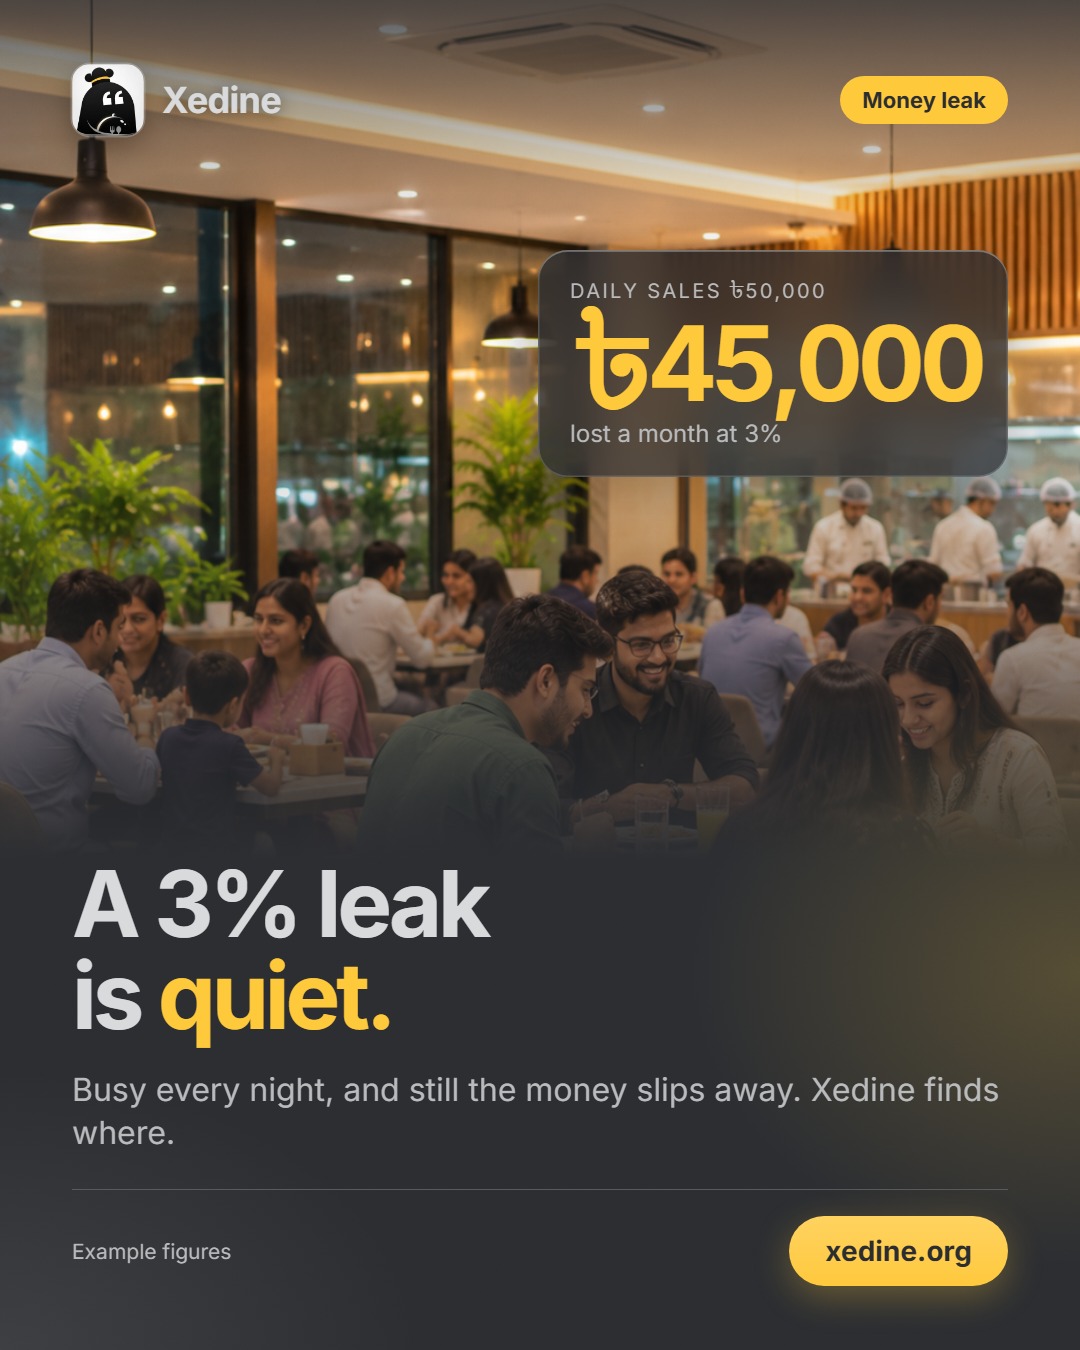 Xedine
Money leak
DAILY SALES ৳50,000
৳45,000
lost a month at 3%
A 3% leak
is quiet.
Busy every night, and still the money slips away. Xedine finds
where.
Example figures
xedine.org